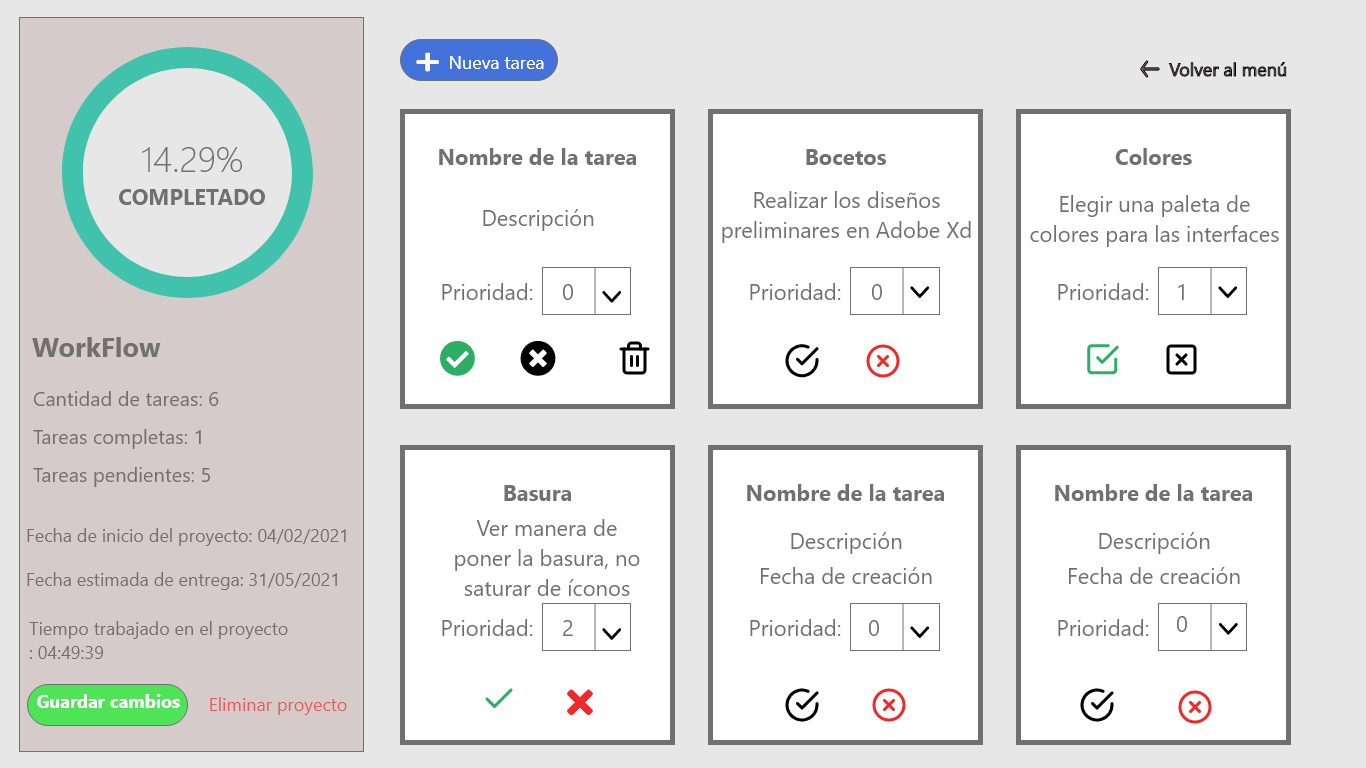 14.29%
COMPLETADO
WorkFlow
Cantidad de tareas: 6
Tareas completas: 1
Tareas pendientes: 5
Fecha de inicio del proyecto: 04/02/2021
Fecha estimada de entrega: 31/05/2021
Tiempo trabajado en el proyecto
: 04:49:39
Guardar cambios
Eliminar proyecto
Nueva tarea
Volver al menú
Nombre de la tarea
Descripción
Prioridad: 0
Bocetos
Realizar los diseños
preliminares en Adobe Xd
Prioridad: 0
Colores
Elegir una paleta de
colores para las interfaces
Prioridad: 1
Basura
Ver manera de
poner la basura, no
saturar de íconos
Prioridad: 2
Nombre de la tarea
Descripción
Fecha de creación
Prioridad: 0
Nombre de la tarea
Descripción
Fecha de creación
Prioridad: 0